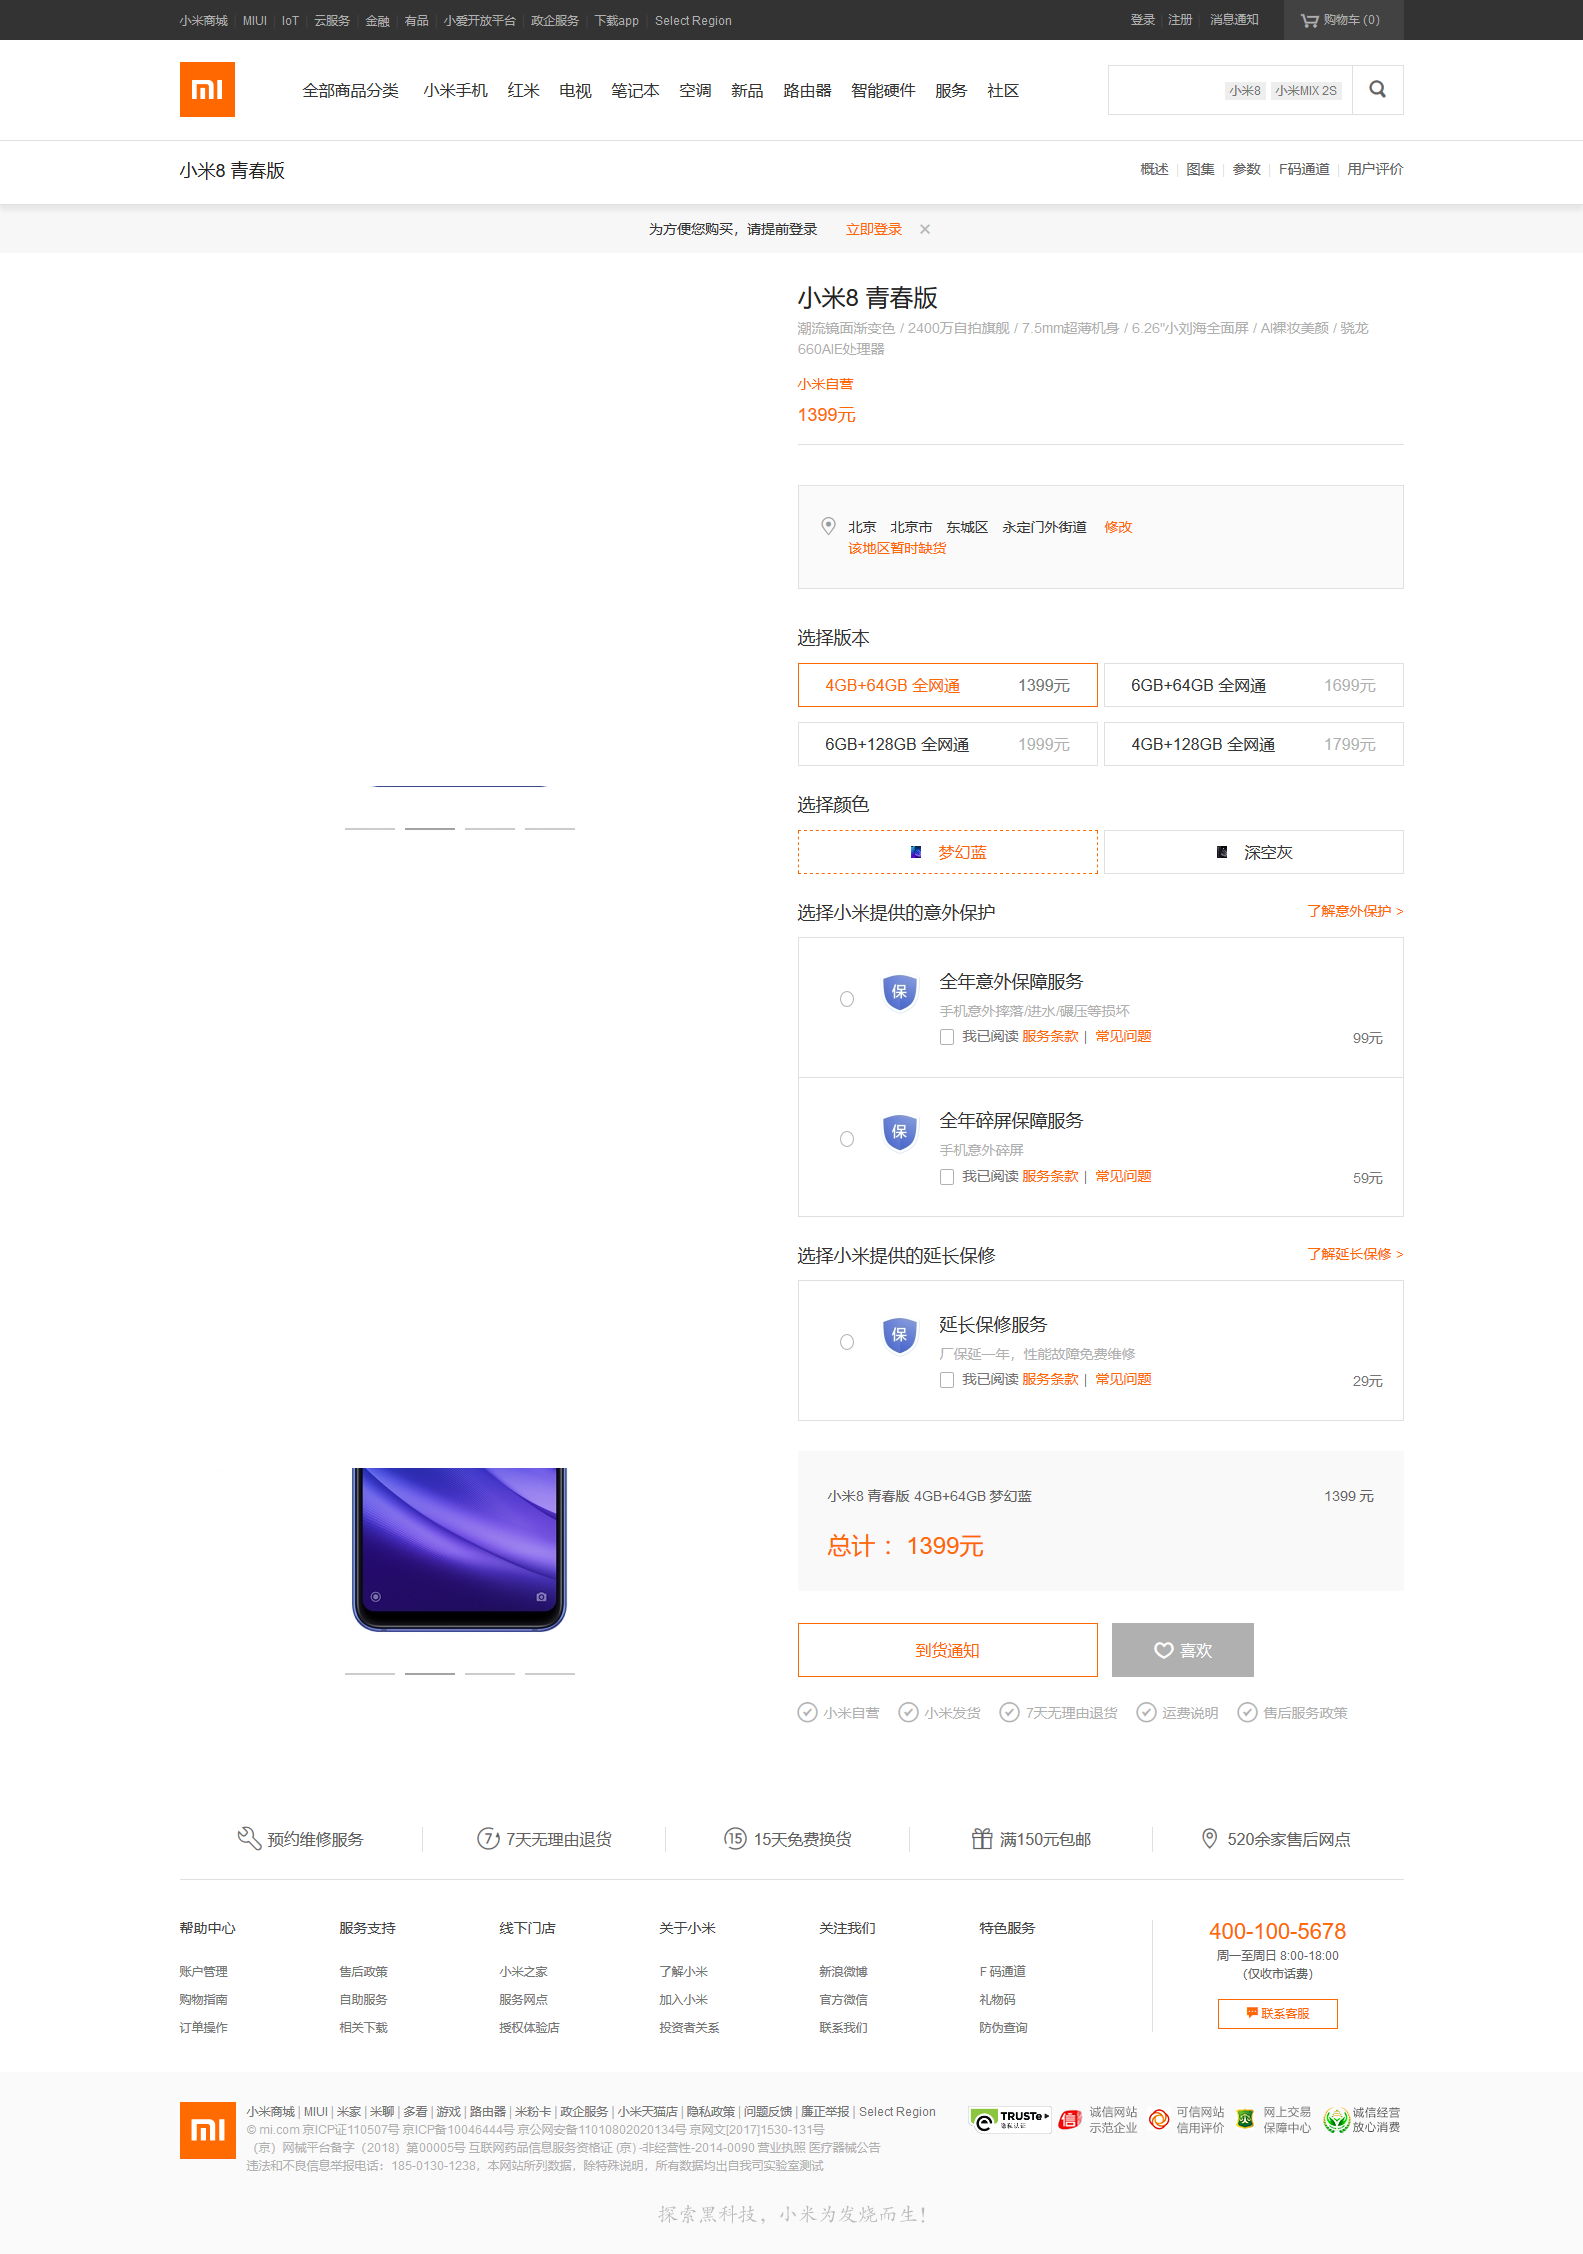 小米商城 MIUI IoT 云服务 金融 有品 小爱开放平台 政企服务 下载app Select Region 登录 注册 消息通知 购物车 (0)
mi 全部商品分类 小米手机 红米 电视 笔记本 空调 新品 路由器 智能硬件 服务 社区 小米8 小米MIX 2S
小米8 青春版 概述 图集 参数 F码通道 用户评价
为方便您购买，请提前登录 立即登录 ×
小米8 青春版
潮流镜面渐变色 / 2400万自拍旗舰 / 7.5mm超薄机身 / 6.26"小刘海全面屏 / AI裸妆美颜 / 骁龙
660AIE处理器
小米自营
1399元
北京 北京市 东城区 永定门外街道 修改
该地区暂时缺货
选择版本
4GB+64GB 全网通 1399元 6GB+64GB 全网通 1699元
6GB+128GB 全网通 1999元 4GB+128GB 全网通 1799元
选择颜色
梦幻蓝 深空灰
选择小米提供的意外保护 了解意外保护 >
保 全年意外保障服务
手机意外摔落/进水/碾压等损坏
我已阅读 服务条款 | 常见问题 99元
保 全年碎屏保障服务
手机意外碎屏
我已阅读 服务条款 | 常见问题 59元
选择小米提供的延长保修 了解延长保修 >
保 延长保修服务
厂保延一年，性能故障免费维修
我已阅读 服务条款 | 常见问题 29元
小米8 青春版 4GB+64GB 梦幻蓝 1399 元
总计 ：1399元
到货通知 喜欢
小米自营 小米发货 7天无理由退货 运费说明 售后服务政策
预约维修服务 7 7天无理由退货 15 15天免费换货 满150元包邮 520余家售后网点
帮助中心 服务支持 线下门店 关于小米 关注我们 特色服务 400-100-5678
周一至周日 8:00-18:00
（仅收市话费）
账户管理 售后政策 小米之家 了解小米 新浪微博 F 码通道
购物指南 自助服务 服务网点 加入小米 官方微信 礼物码
联系客服
订单操作 相关下载 授权体验店 投资者关系 联系我们 防伪查询
mi 小米商城 | MIUI | 米家 | 米聊 | 多看 | 游戏 | 路由器 | 米粉卡 | 政企服务 | 小米天猫店 | 隐私政策 | 问题反馈 | 廉正举报 | Select Region
© mi.com 京ICP证110507号 京ICP备10046444号 京公网安备11010802020134号 京网文[2017]1530-131号
（京）网械平台备字（2018）第00005号 互联网药品信息服务资格证 (京) -非经营性-2014-0090 营业执照 医疗器械公告
违法和不良信息举报电话：185-0130-1238，本网站所列数据，除特殊说明，所有数据均出自我司实验室测试
TRUSTe 信 诚信网站 可信网站 网上交易 诚信经营
示范企业 信用评价 保障中心 放心消费
探索黑科技，小米为发烧而生！